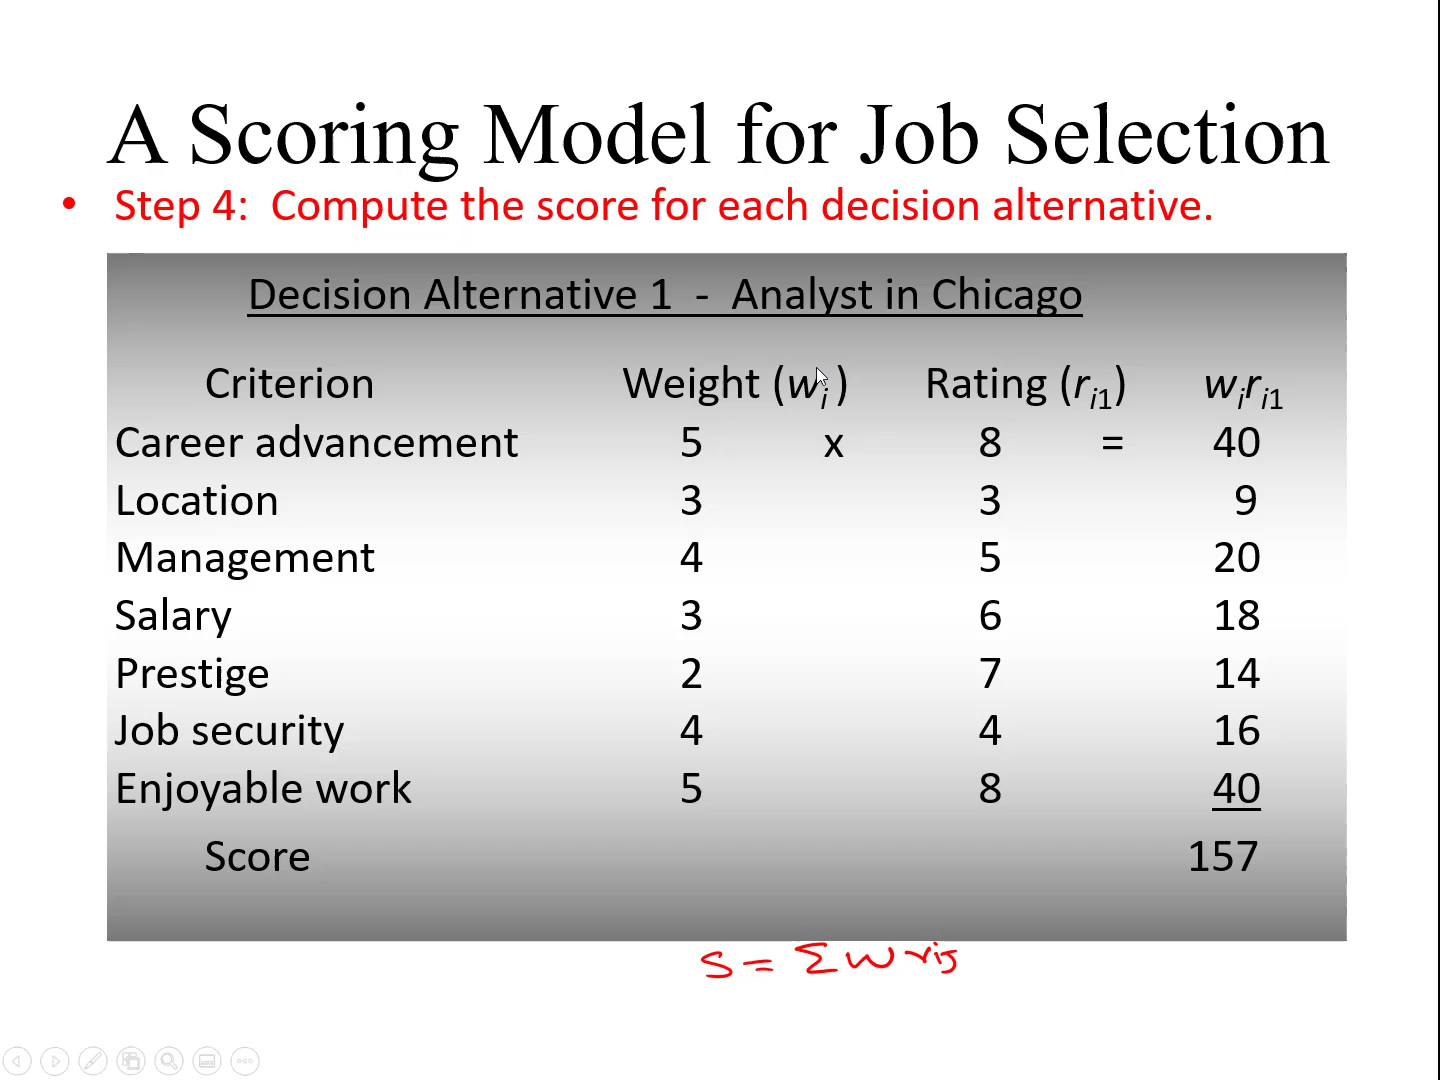 A Scoring Model for Job Selection
• Step 4: Compute the score for each decision alternative.
Decision Alternative 1 - Analyst in Chicago
Criterion Weight (wi) Rating (ri1) wiri1
Career advancement 5 x 8 = 40
Location 3 3 9
Management 4 5 20
Salary 3 6 18
Prestige 2 7 14
Job security 4 4 16
Enjoyable work 5 8 40
Score 157
S = Σ w rij